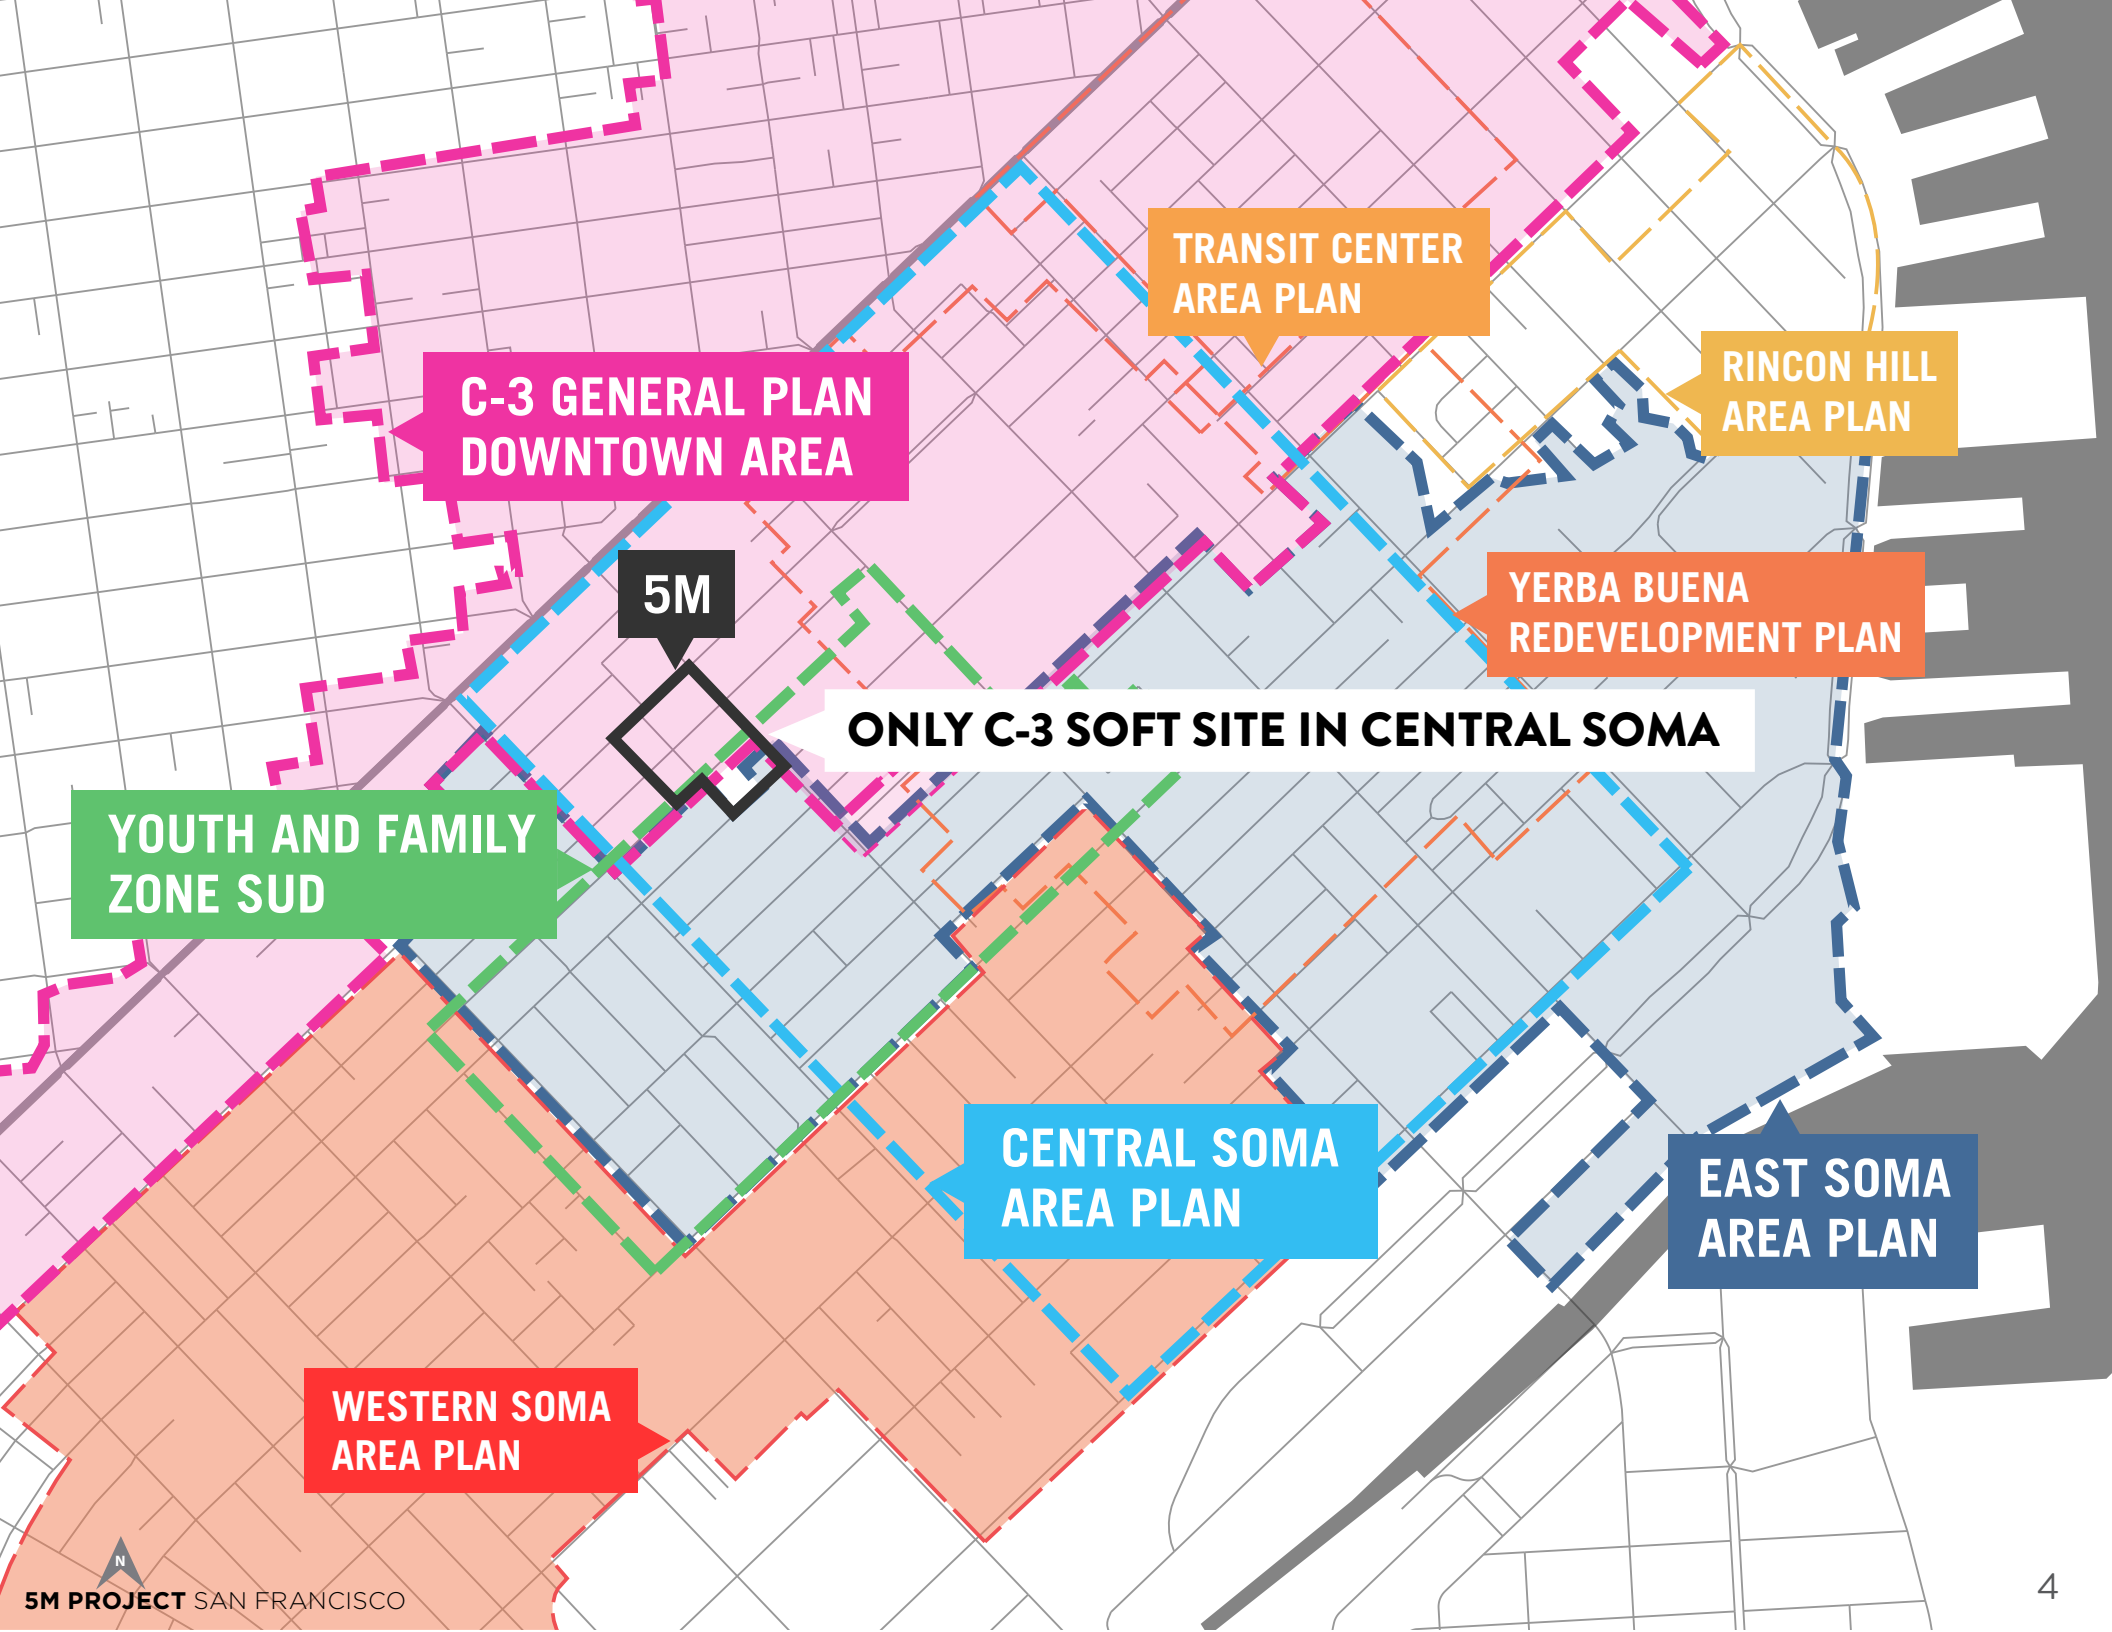 TRANSIT CENTER
AREA PLAN
RINCON HILL
AREA PLAN
C-3 GENERAL PLAN
DOWNTOWN AREA
5M
YERBA BUENA
REDEVELOPMENT PLAN
ONLY C-3 SOFT SITE IN CENTRAL SOMA
YOUTH AND FAMILY
ZONE SUD
CENTRAL SOMA
AREA PLAN
EAST SOMA
AREA PLAN
WESTERN SOMA
AREA PLAN
N
5M PROJECT SAN FRANCISCO
4